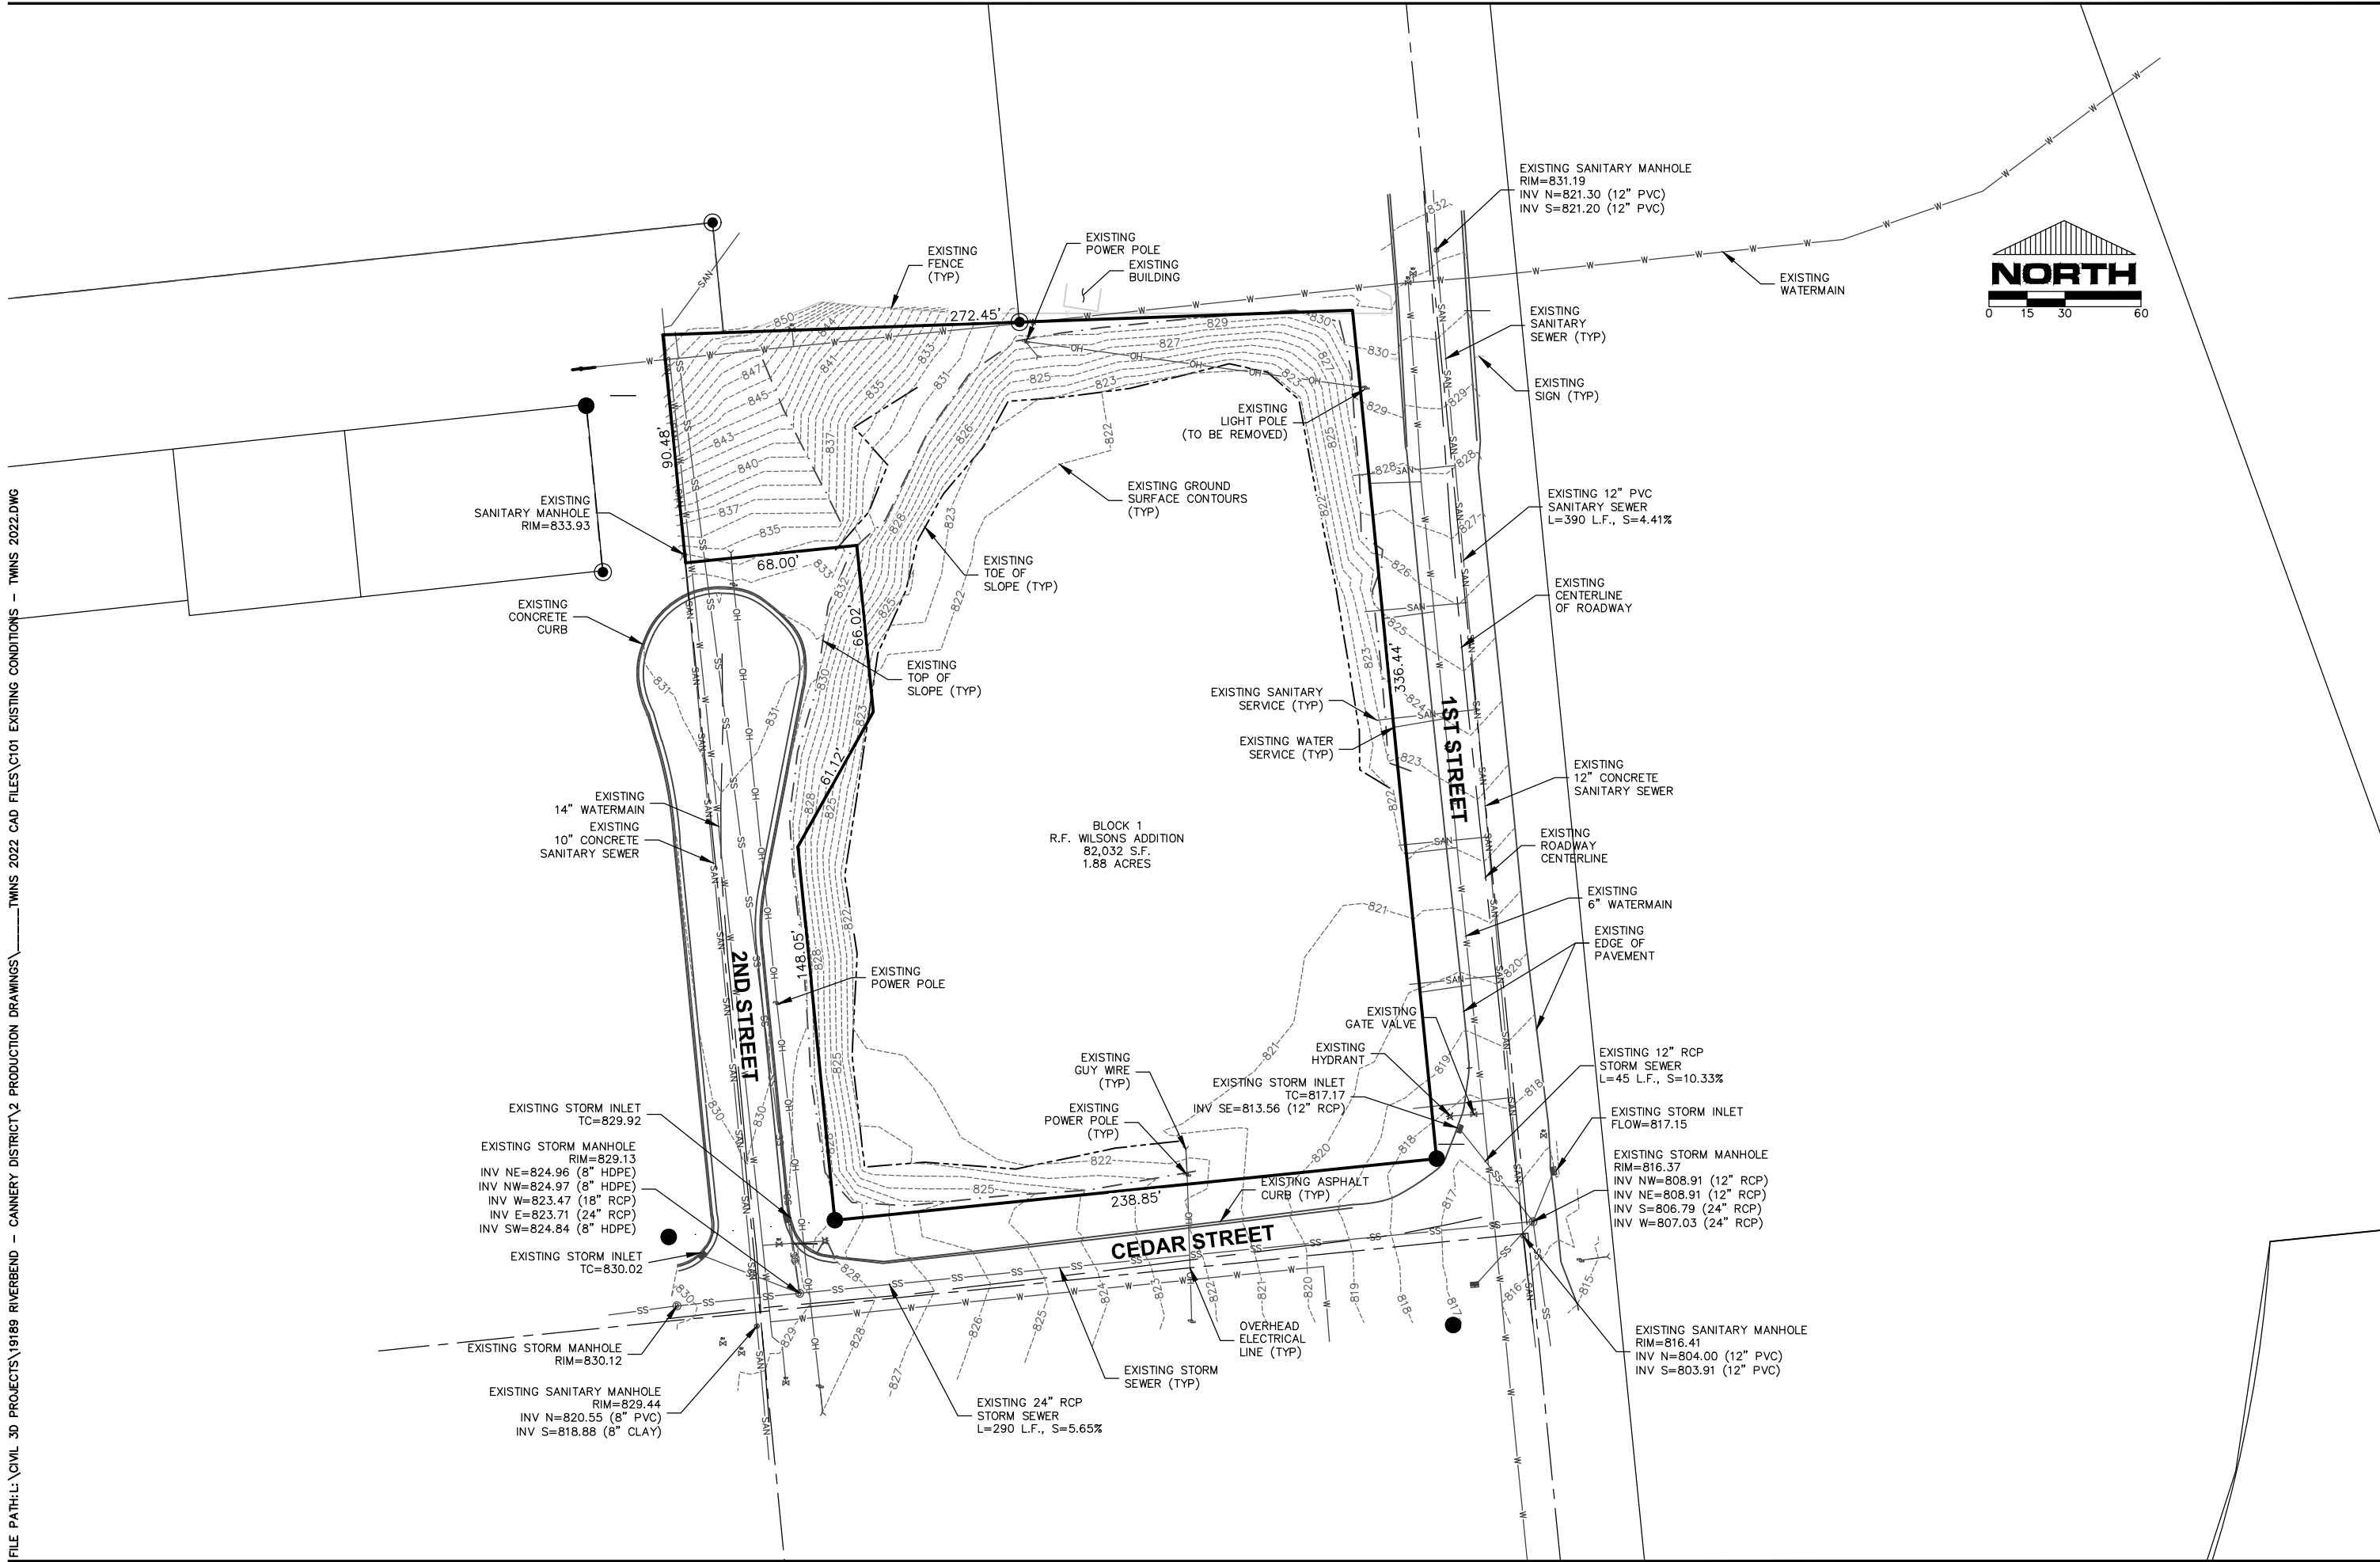 EXISTING SANITARY MANHOLE
RIM=831.19
INV N=821.30 (12" PVC)
INV S=821.20 (12" PVC)
NORTH
0 15 30 60
EXISTING
WATERMAIN
EXISTING
POWER POLE
EXISTING
BUILDING
EXISTING
FENCE
(TYP)
272.45'
EXISTING
SANITARY
SEWER (TYP)
EXISTING
SIGN (TYP)
EXISTING
LIGHT POLE
(TO BE REMOVED)
90.48'
EXISTING
SANITARY MANHOLE
RIM=833.93
EXISTING GROUND
SURFACE CONTOURS
(TYP)
EXISTING 12" PVC
SANITARY SEWER
L=390 L.F., S=4.41%
68.00'
EXISTING
TOE OF
SLOPE (TYP)
EXISTING
CENTERLINE
OF ROADWAY
EXISTING
CONCRETE
CURB
66.02'
EXISTING
TOP OF
SLOPE (TYP)
336.44'
EXISTING SANITARY
SERVICE (TYP)
EXISTING WATER
SERVICE (TYP)
1ST STREET
61.12'
EXISTING
12" CONCRETE
SANITARY SEWER
EXISTING
14" WATERMAIN
EXISTING
10" CONCRETE
SANITARY SEWER
BLOCK 1
R.F. WILSONS ADDITION
82,032 S.F.
1.88 ACRES
EXISTING
ROADWAY
CENTERLINE
EXISTING
6" WATERMAIN
EXISTING
EDGE OF
PAVEMENT
148.05'
2ND STREET
EXISTING
POWER POLE
EXISTING
GATE VALVE
EXISTING
HYDRANT
EXISTING STORM INLET
TC=817.17
INV SE=813.56 (12" RCP)
EXISTING
GUY WIRE
(TYP)
EXISTING
POWER POLE
(TYP)
EXISTING 12" RCP
STORM SEWER
L=45 L.F., S=10.33%
EXISTING STORM INLET
FLOW=817.15
EXISTING STORM MANHOLE
RIM=816.37
INV NW=808.91 (12" RCP)
INV NE=808.91 (12" RCP)
INV S=806.79 (24" RCP)
INV W=807.03 (24" RCP)
EXISTING STORM INLET
TC=829.92
EXISTING STORM MANHOLE
RIM=829.13
INV NE=824.96 (8" HDPE)
INV NW=824.97 (8" HDPE)
INV W=823.47 (18" RCP)
INV E=823.71 (24" RCP)
INV SW=824.84 (8" HDPE)
EXISTING STORM INLET
TC=830.02
238.85'
EXISTING ASPHALT
CURB (TYP)
CEDAR STREET
EXISTING STORM MANHOLE
RIM=830.12
EXISTING SANITARY MANHOLE
RIM=829.44
INV N=820.55 (8" PVC)
INV S=818.88 (8" CLAY)
EXISTING 24" RCP
STORM SEWER
L=290 L.F., S=5.65%
EXISTING STORM
SEWER (TYP)
OVERHEAD
ELECTRICAL
LINE (TYP)
EXISTING SANITARY MANHOLE
RIM=816.41
INV N=804.00 (12" PVC)
INV S=803.91 (12" PVC)
FILE PATH:L:\CIVIL 3D PROJECTS\19189 RIVERBEND - CANNERY DISTRICT\2 PRODUCTION DRAWINGS\_____TWINS 2022 CAD FILES\C101 EXISTING CONDITIONS - TWINS 2022.DWG